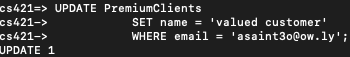 cs421=> UPDATE PremiumClients
cs421-> SET name = 'valued customer'
cs421-> WHERE email = 'asaint3o@ow.ly';
UPDATE 1